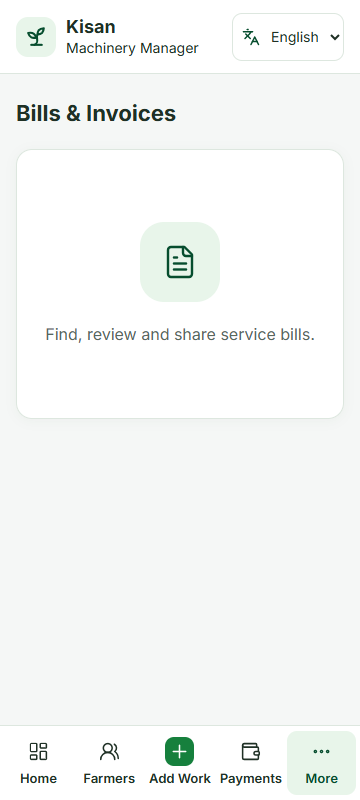 Kisan
Machinery Manager
English
Bills & Invoices
Find, review and share service bills.
Home
Farmers
Add Work
Payments
More